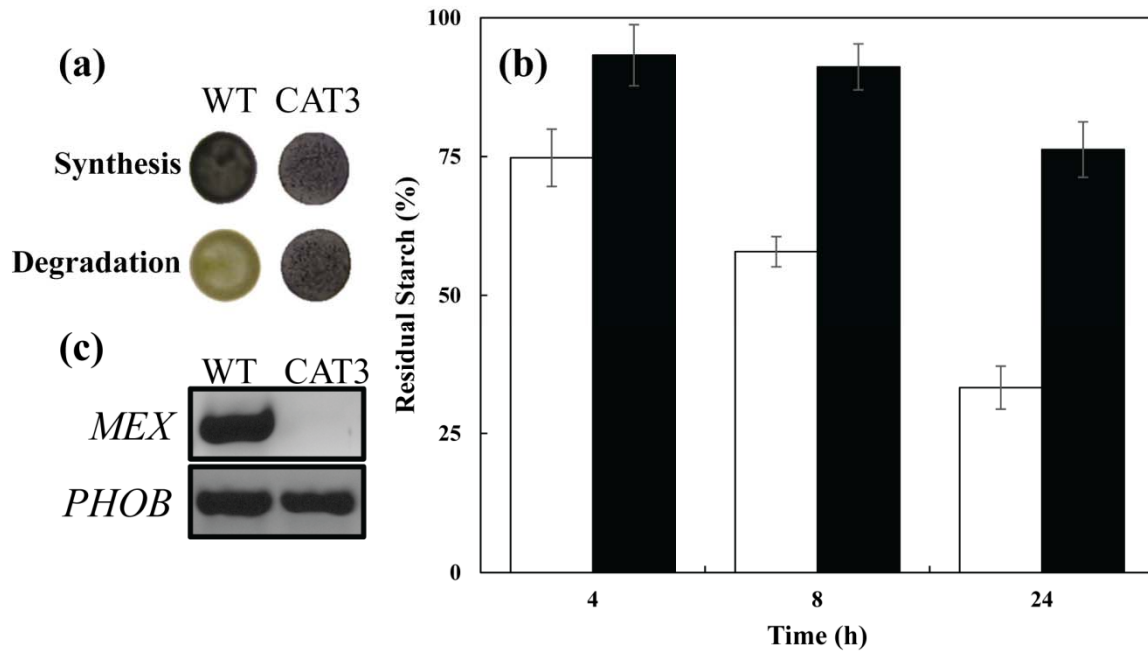 (a)
WT CAT3
Synthesis
Degradation
(c)
WT CAT3
MEX
PHOB
(b)
100
75
50
25
0
Residual Starch (%)
4 8 24
Time (h)